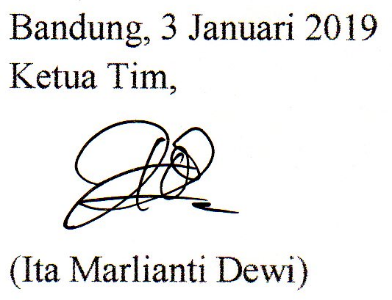 Bandung, 3 Januari 2019
Ketua Tim,
(Ita Marlianti Dewi)